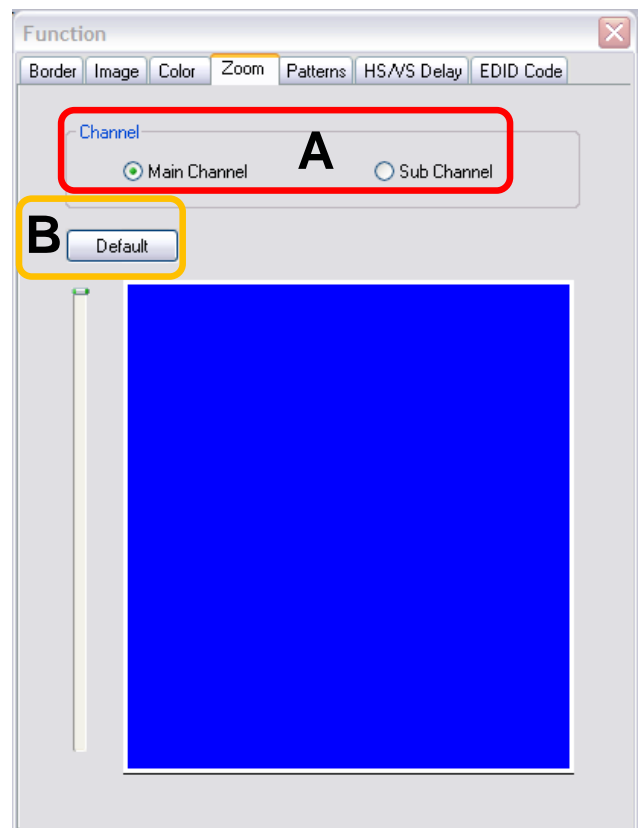 Function
Border Image Color Zoom Patterns HS/VS Delay EDID Code
Channel
Main Channel A Sub Channel
B Default